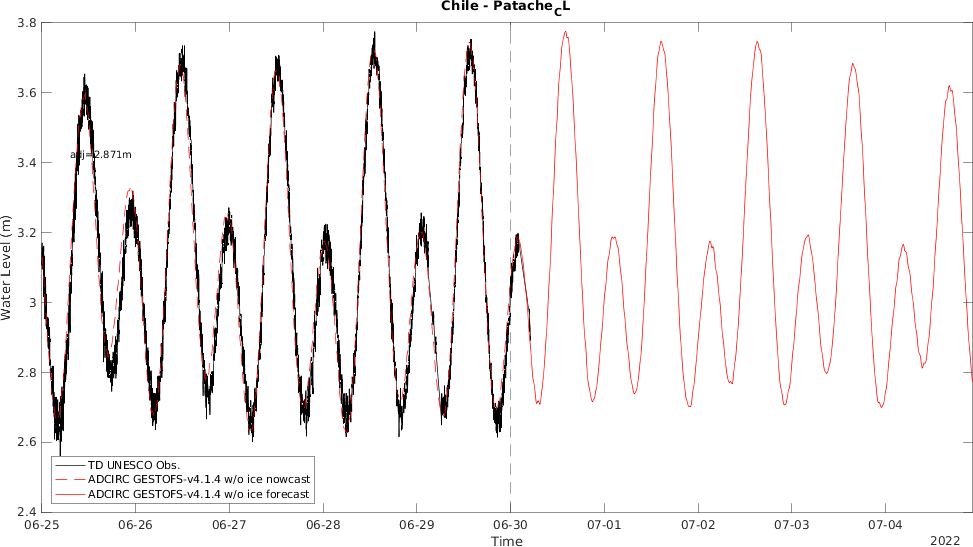 Chile - Patache_CL
3.8
3.6
3.4
3.2
3
2.8
2.6
2.4
Water Level (m)
adj=2.871m
TD UNESCO Obs.
ADCIRC GESTOFS-v4.1.4 w/o ice nowcast
ADCIRC GESTOFS-v4.1.4 w/o ice forecast
06-25 06-26 06-27 06-28 06-29 06-30 07-01 07-02 07-03 07-04
Time
2022